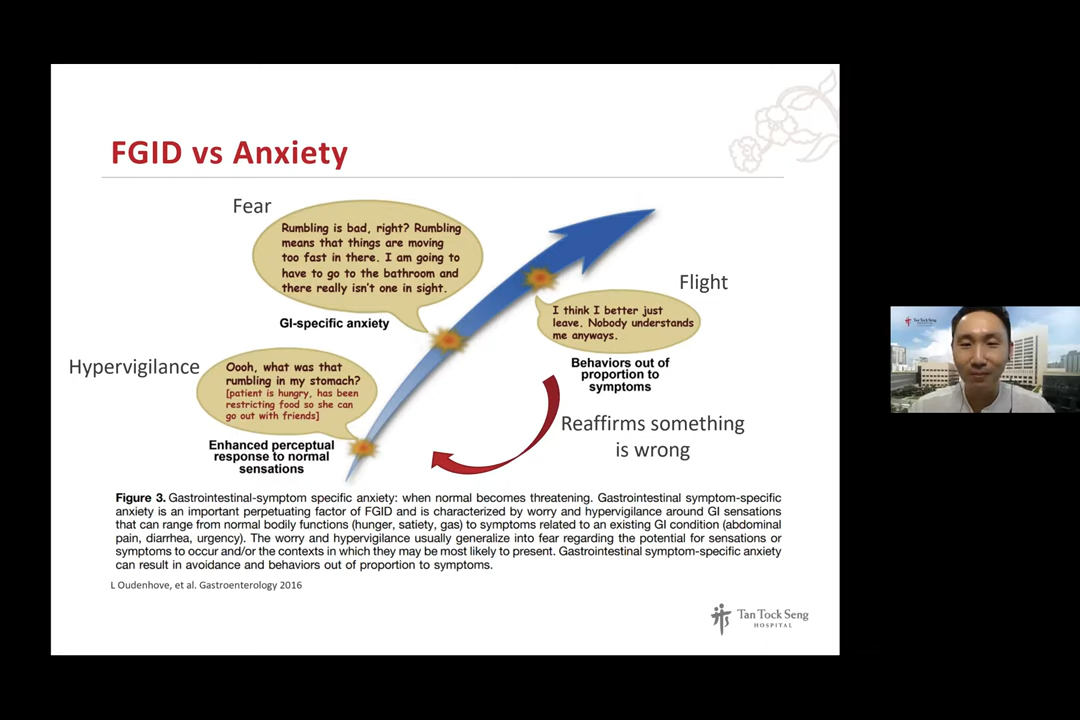 FGID vs Anxiety
Fear
Rumbling is bad, right? Rumbling
means that things are moving
too fast in there. I am going to
have to go to the bathroom and
there really isn't one in sight.
GI-specific anxiety
Flight
I think I better just
leave. Nobody understands
me anyways.
Behaviors out of
proportion to
symptoms
Hypervigilance
Oooh, what was that
rumbling in my stomach?
[patient is hungry, has been
restricting food so she can
go out with friends]
Enhanced perceptual
response to normal
sensations
Reaffirms something
is wrong
Figure 3. Gastrointestinal-symptom specific anxiety: when normal becomes threatening. Gastrointestinal symptom-specific
anxiety is an important perpetuating factor of FGID and is characterized by worry and hypervigilance around GI sensations
that can range from normal bodily functions (hunger, satiety, gas) to symptoms related to an existing GI condition (abdominal
pain, diarrhea, urgency). The worry and hypervigilance usually generalize into fear regarding the potential for sensations or
symptoms to occur and/or the contexts in which they may be most likely to present. Gastrointestinal symptom-specific anxiety
can result in avoidance and behaviors out of proportion to symptoms.
L Oudenhove, et al. Gastroenterology 2016
Tan Tock Seng
HOSPITAL
Tan Tock Seng